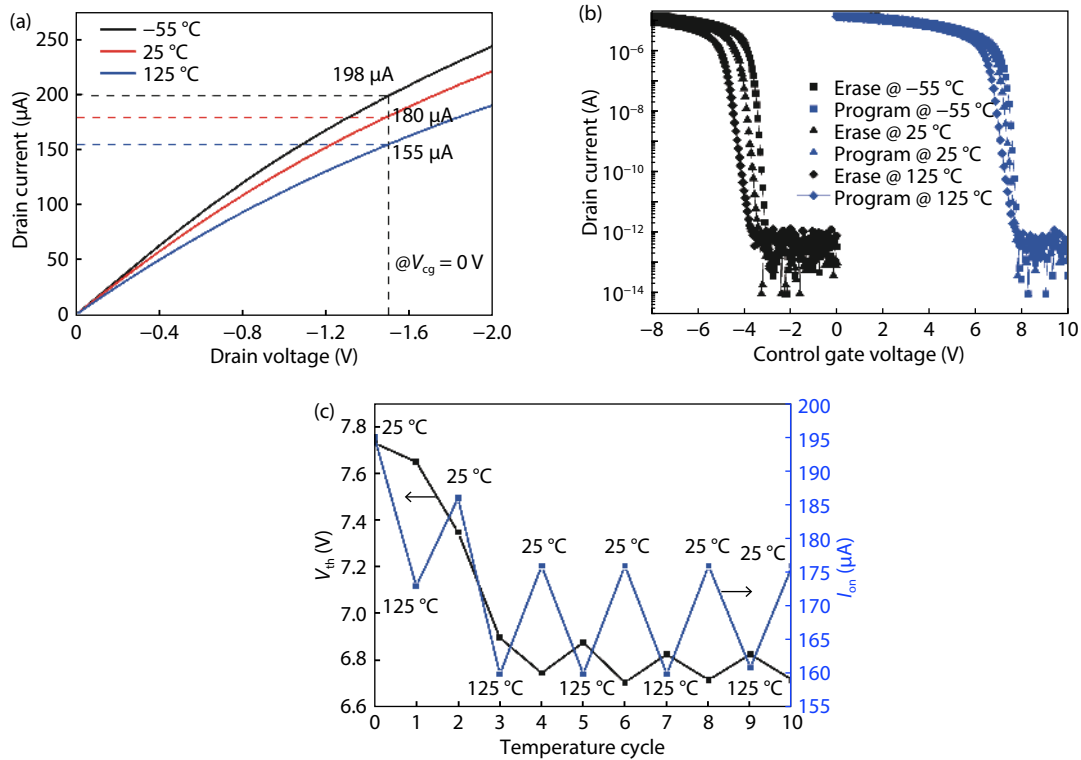 (a)
250
200
150
100
50
0
Drain current (μA)
−55 °C
25 °C
125 °C
198 μA
180 μA
155 μA
@Vcg = 0 V
0
−0.4
−0.8
−1.2
−1.6
−2.0
Drain voltage (V)
(b)
10−6
10−8
10−10
10−12
10−14
Drain current (A)
Erase @ −55 °C
Program @ −55 °C
Erase @ 25 °C
Program @ 25 °C
Erase @ 125 °C
Program @ 125 °C
−8 −6 −4 −2 0 2 4 6 8 10
Control gate voltage (V)
(c)
7.8
7.6
7.4
7.2
7.0
6.8
6.6
Vth (V)
25 °C
125 °C
25 °C
125 °C
25 °C
125 °C
25 °C
125 °C
25 °C
125 °C
25 °C
200
195
190
185
180
175
170
165
160
155
Ion (μA)
0 1 2 3 4 5 6 7 8 9 10
Temperature cycle